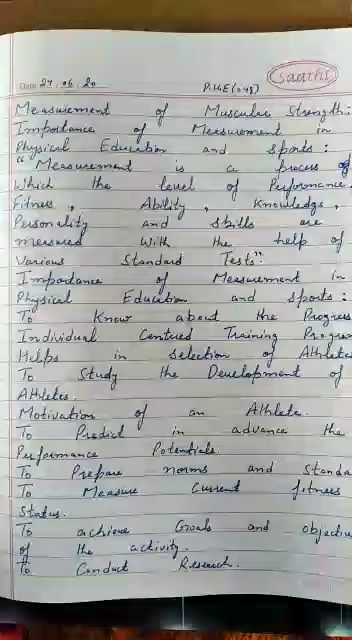 Saathi
Date 27.06.20 P.H.E (048)
Measurement of Muscular Strength:
Importance of Measurement in
Physical Education and sports:
"Measurement is a process of
Which the level of Performance,
Fitness, Ability, Knowledge,
Personality and skills are
measured with the help of
Various Standard Tests".
Importance of Measurement in
Physical Education and sports:
To Know about the Progress
Individual Centred Training Progra
Helps in selection of Athlete
To Study the Development of
Athletes.
Motivation of an Athlete.
To Predict in advance the
Performance Potentials.
To Prepare norms and Standa
To Measure Current fitness
Status.
To achieve Goals and objectiv
of the activity.
To Conduct Research.